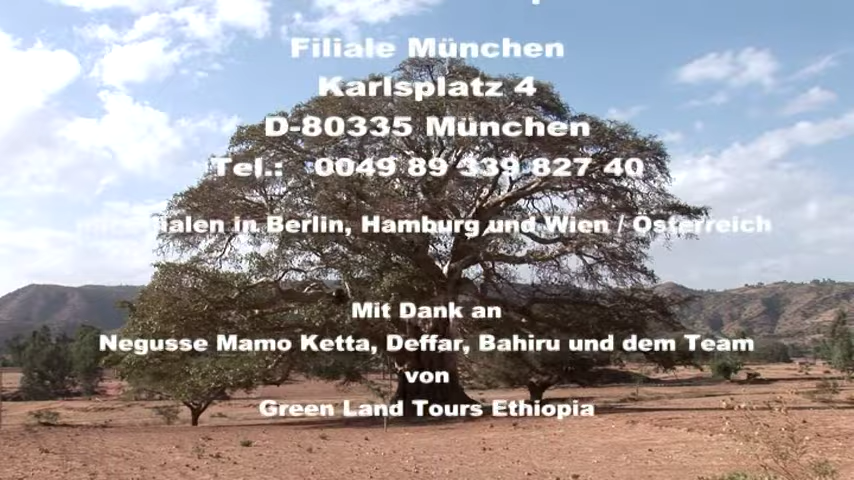 Filiale München
Karlsplatz 4
D-80335 München
Tel.: 0049 89 339 827 40
in Berlin, Hamburg und Wien / Österreich
Mit Dank an
Negusse Mamo Ketta, Deffar, Bahiru und dem Team
von
Green Land Tours Ethiopia